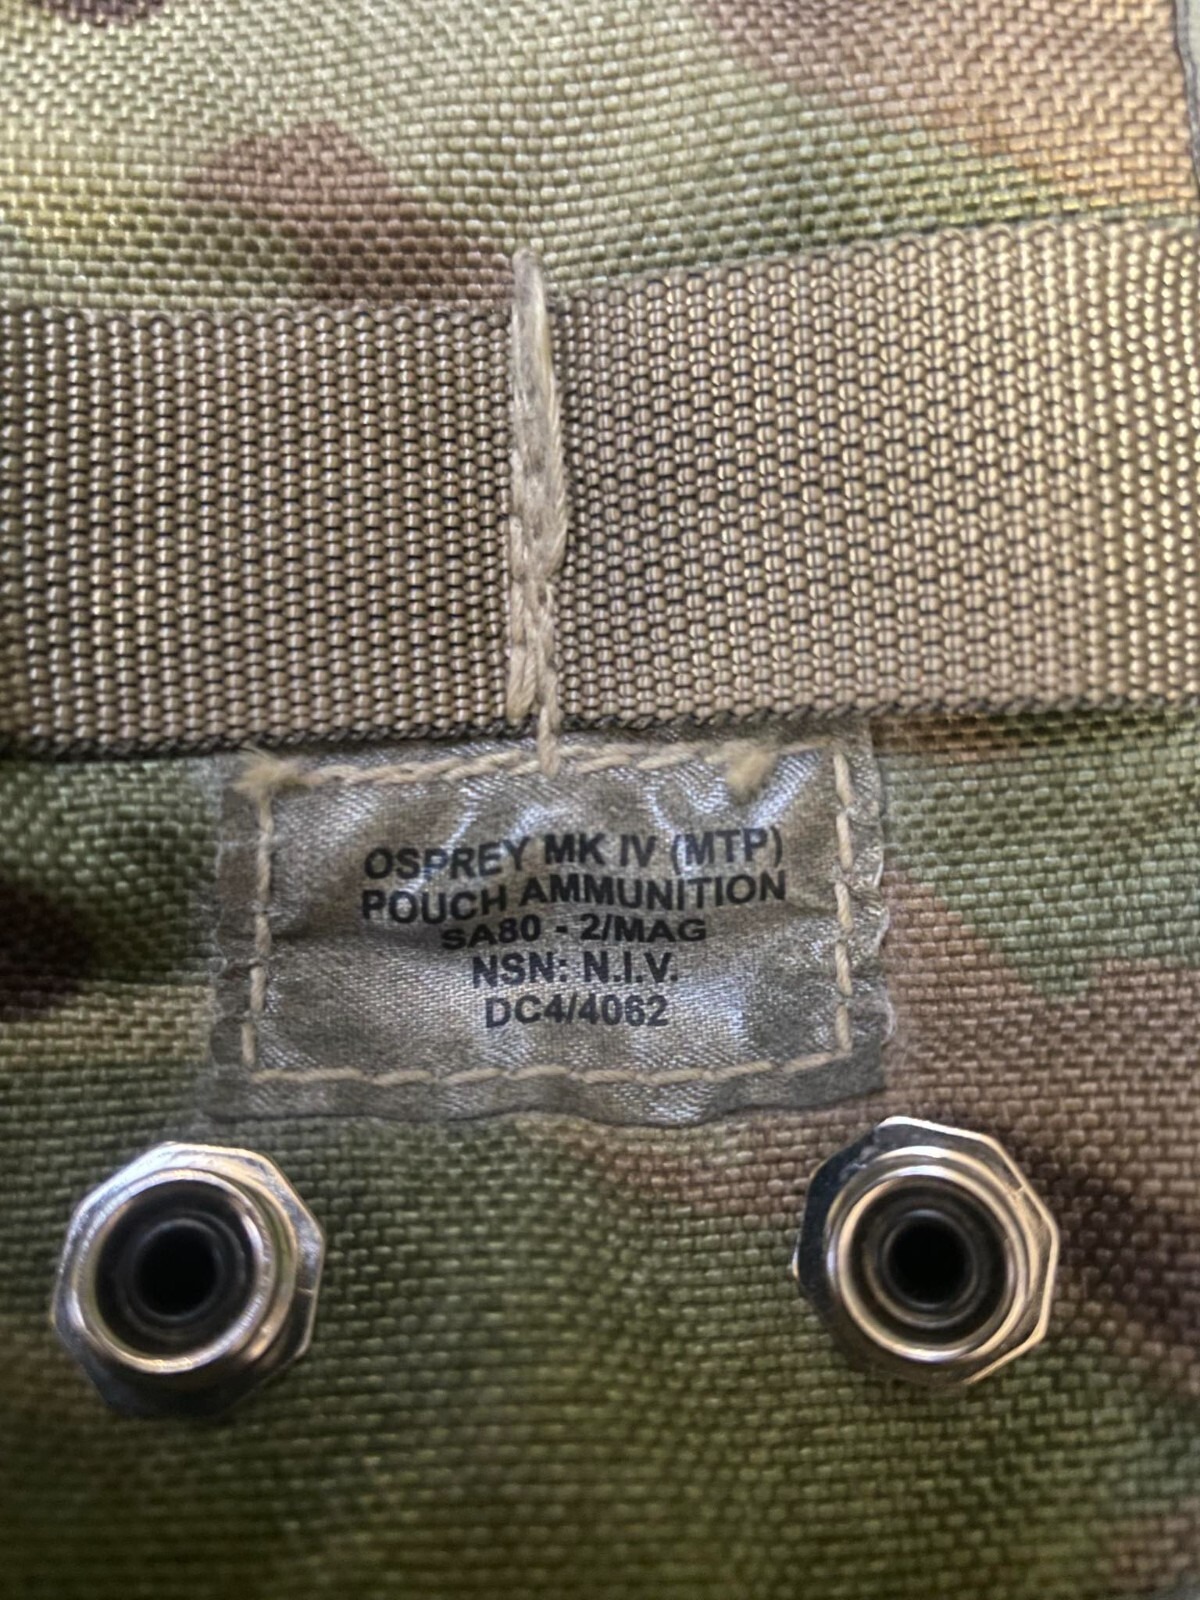 OSPREY MK IV (MTP)
POUCH AMMUNITION
SA80 - 2/MAG
NSN: N.I.V.
DC4/4062